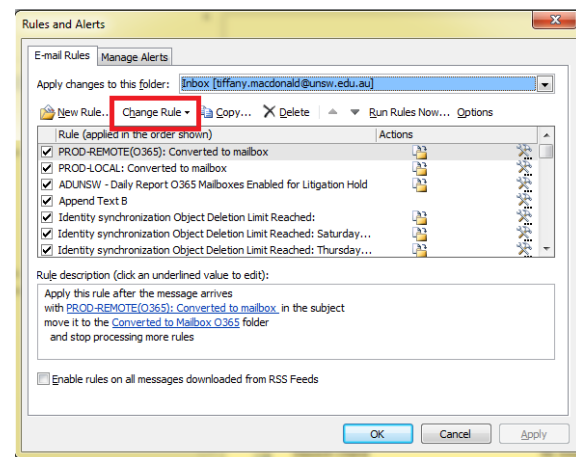 Rules and Alerts
E-mail Rules Manage Alerts
Apply changes to this folder: Inbox [tiffany.macdonald@unsw.edu.au]
New Rule... Change Rule Copy... Delete Run Rules Now... Options
Rule (applied in the order shown) Actions
PROD-REMOTE(O365): Converted to mailbox
PROD-LOCAL: Converted to mailbox
ADUNSW - Daily Report O365 Mailboxes Enabled for Litigation Hold
Append Text B
Identity synchronization Object Deletion Limit Reached:
Identity synchronization Object Deletion Limit Reached: Saturday...
Identity synchronization Object Deletion Limit Reached: Thursday...
Rule description (click an underlined value to edit):
Apply this rule after the message arrives
with PROD-REMOTE(O365): Converted to mailbox in the subject
move it to the Converted to Mailbox O365 folder
and stop processing more rules
Enable rules on all messages downloaded from RSS Feeds
OK Cancel Apply